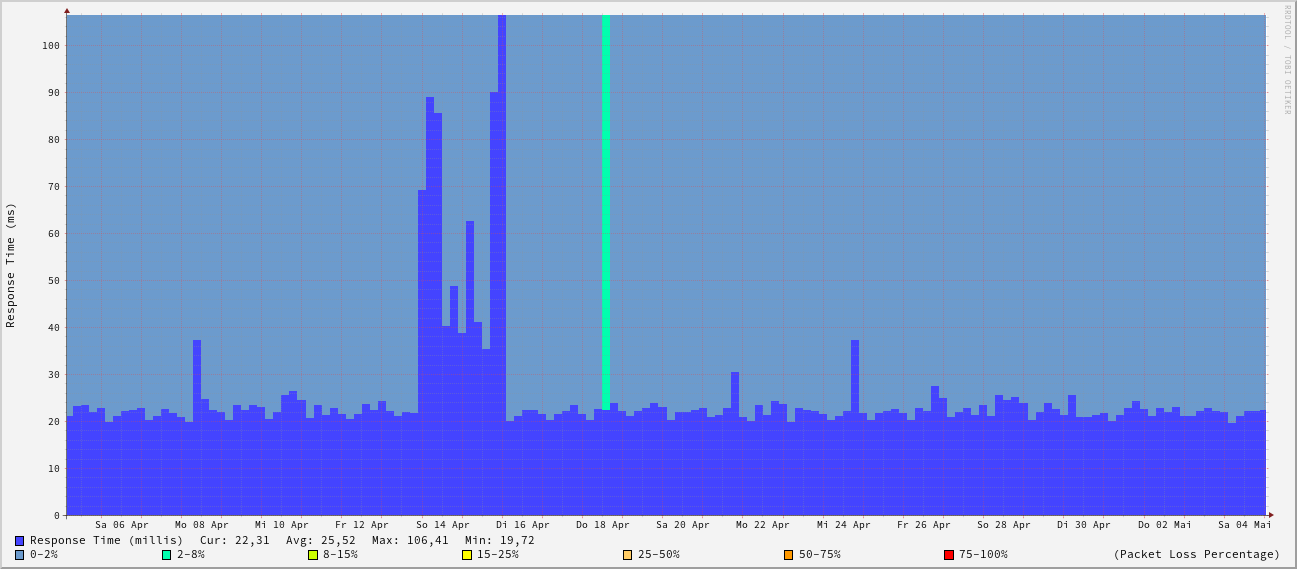 RRDTOOL / TOBI OETIKER
Response Time (ms)
100
90
80
70
60
50
40
30
20
10
0
Sa 06 Apr Mo 08 Apr Mi 10 Apr Fr 12 Apr So 14 Apr Di 16 Apr Do 18 Apr Sa 20 Apr Mo 22 Apr Mi 24 Apr Fr 26 Apr So 28 Apr Di 30 Apr Do 02 Mai Sa 04 Mai
Response Time (millis) Cur: 22,31 Avg: 25,52 Max: 106,41 Min: 19,72
0-2% 2-8% 8-15% 15-25% 25-50% 50-75% 75-100% (Packet Loss Percentage)